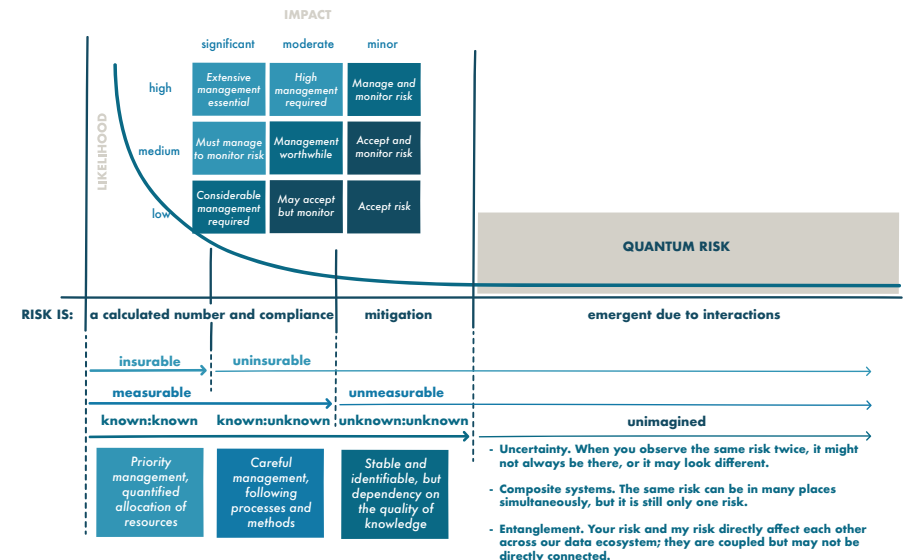 IMPACT
significant
moderate
minor
LIKELIHOOD
high
Extensive
management
essential
High
management
required
Manage and
monitor risk
medium
Must manage
to monitor risk
Management
worthwhile
Accept and
monitor risk
low
Considerable
management
required
May accept
but monitor
Accept risk
QUANTUM RISK
RISK IS:
a calculated number and compliance
mitigation
emergent due to interactions
insurable
uninsurable
measurable
unmeasurable
known:known
known:unknown
unknown:unknown
unimagined
Priority
management,
quantified
allocation of
resources
Careful
management,
following
processes and
methods
Stable and
identifiable, but
dependency on
the quality of
knowledge
- Uncertainty. When you observe the same risk twice, it might
not always be there, or it may look different.
- Composite systems. The same risk can be in many places
simultaneously, but it is still only one risk.
- Entanglement. Your risk and my risk directly affect each other
across our data ecosystem; they are coupled but may not be
directly connected.